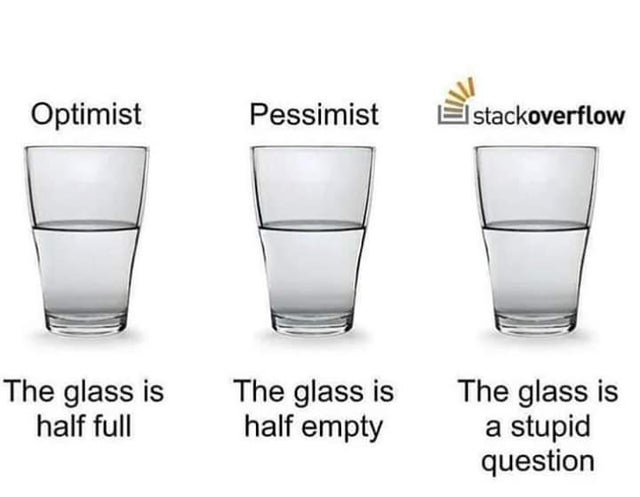 Optimist
Pessimist
stackoverflow
The glass is
half full
The glass is
half empty
The glass is
a stupid
question